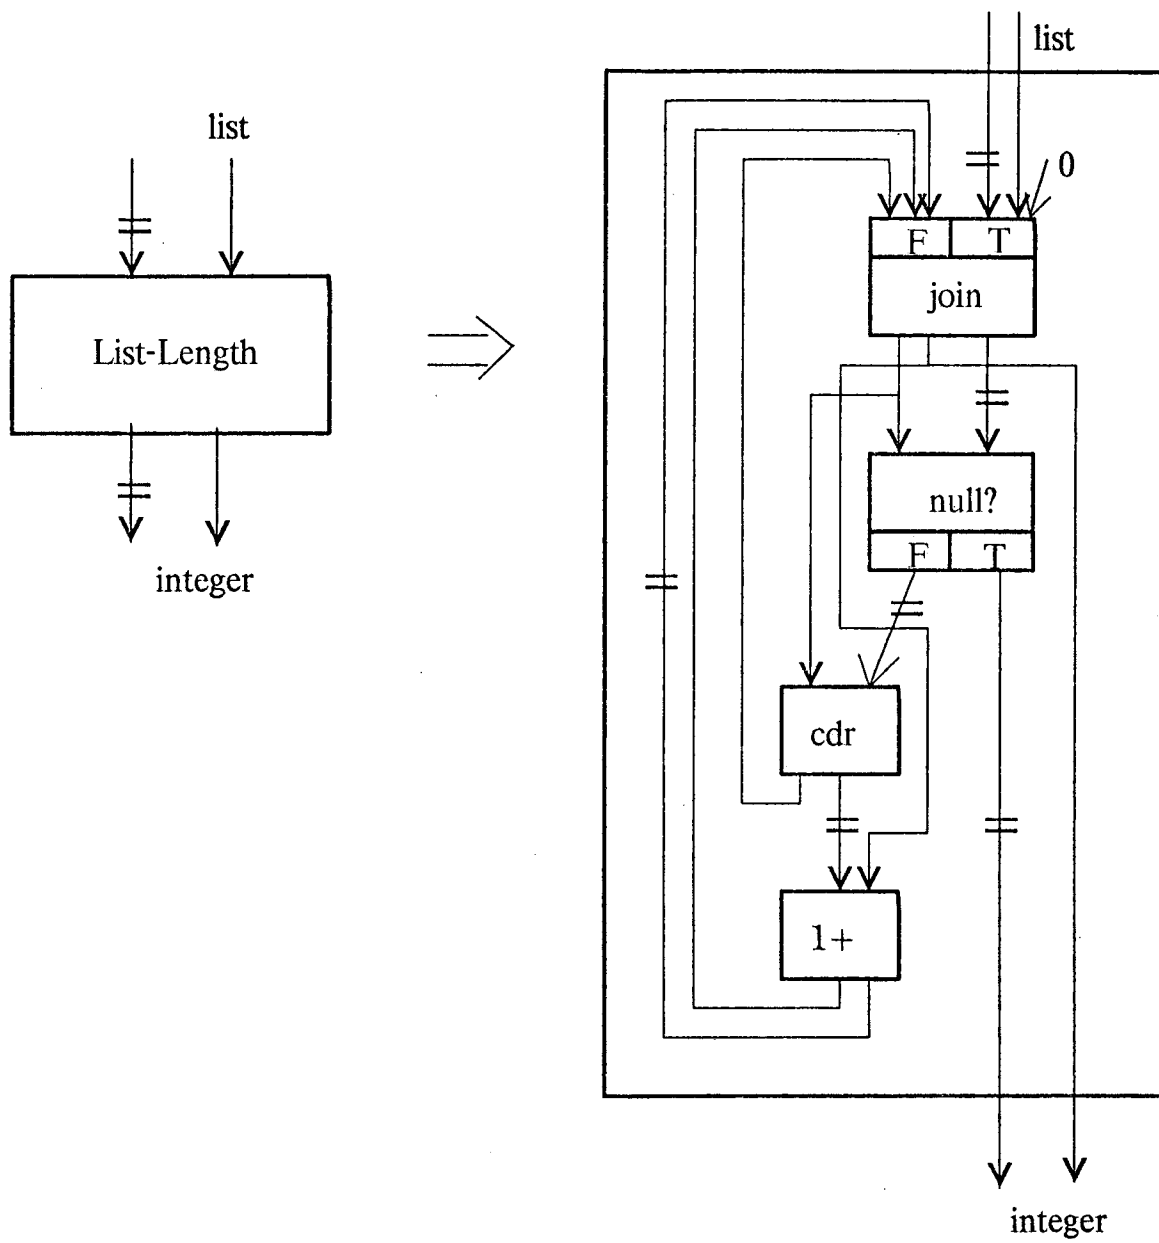 list
List-Length
integer
list
0
F T
join
null?
F T
cdr
1+
integer